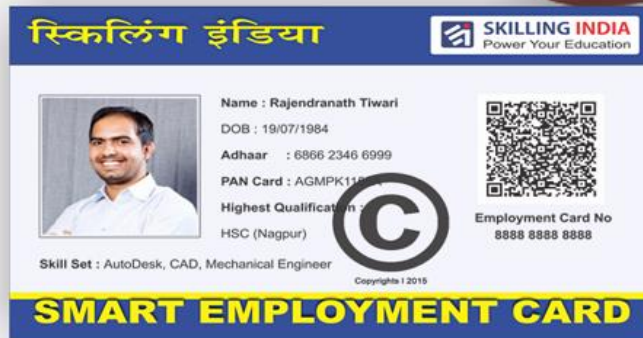 स्किलिंग इंडिया
SKILLING INDIA
Power Your Education
Name : Rajendranath Tiwari
DOB : 19/07/1984
Adhaar : 6866 2346 6999
PAN Card :
Highest Qualification :
HSC (Nagpur)
Skill Set : AutoDesk, CAD, Mechanical Engineer
Employment Card No
8888 8888 8888
C
Copyrights I 2015
SMART EMPLOYMENT CARD